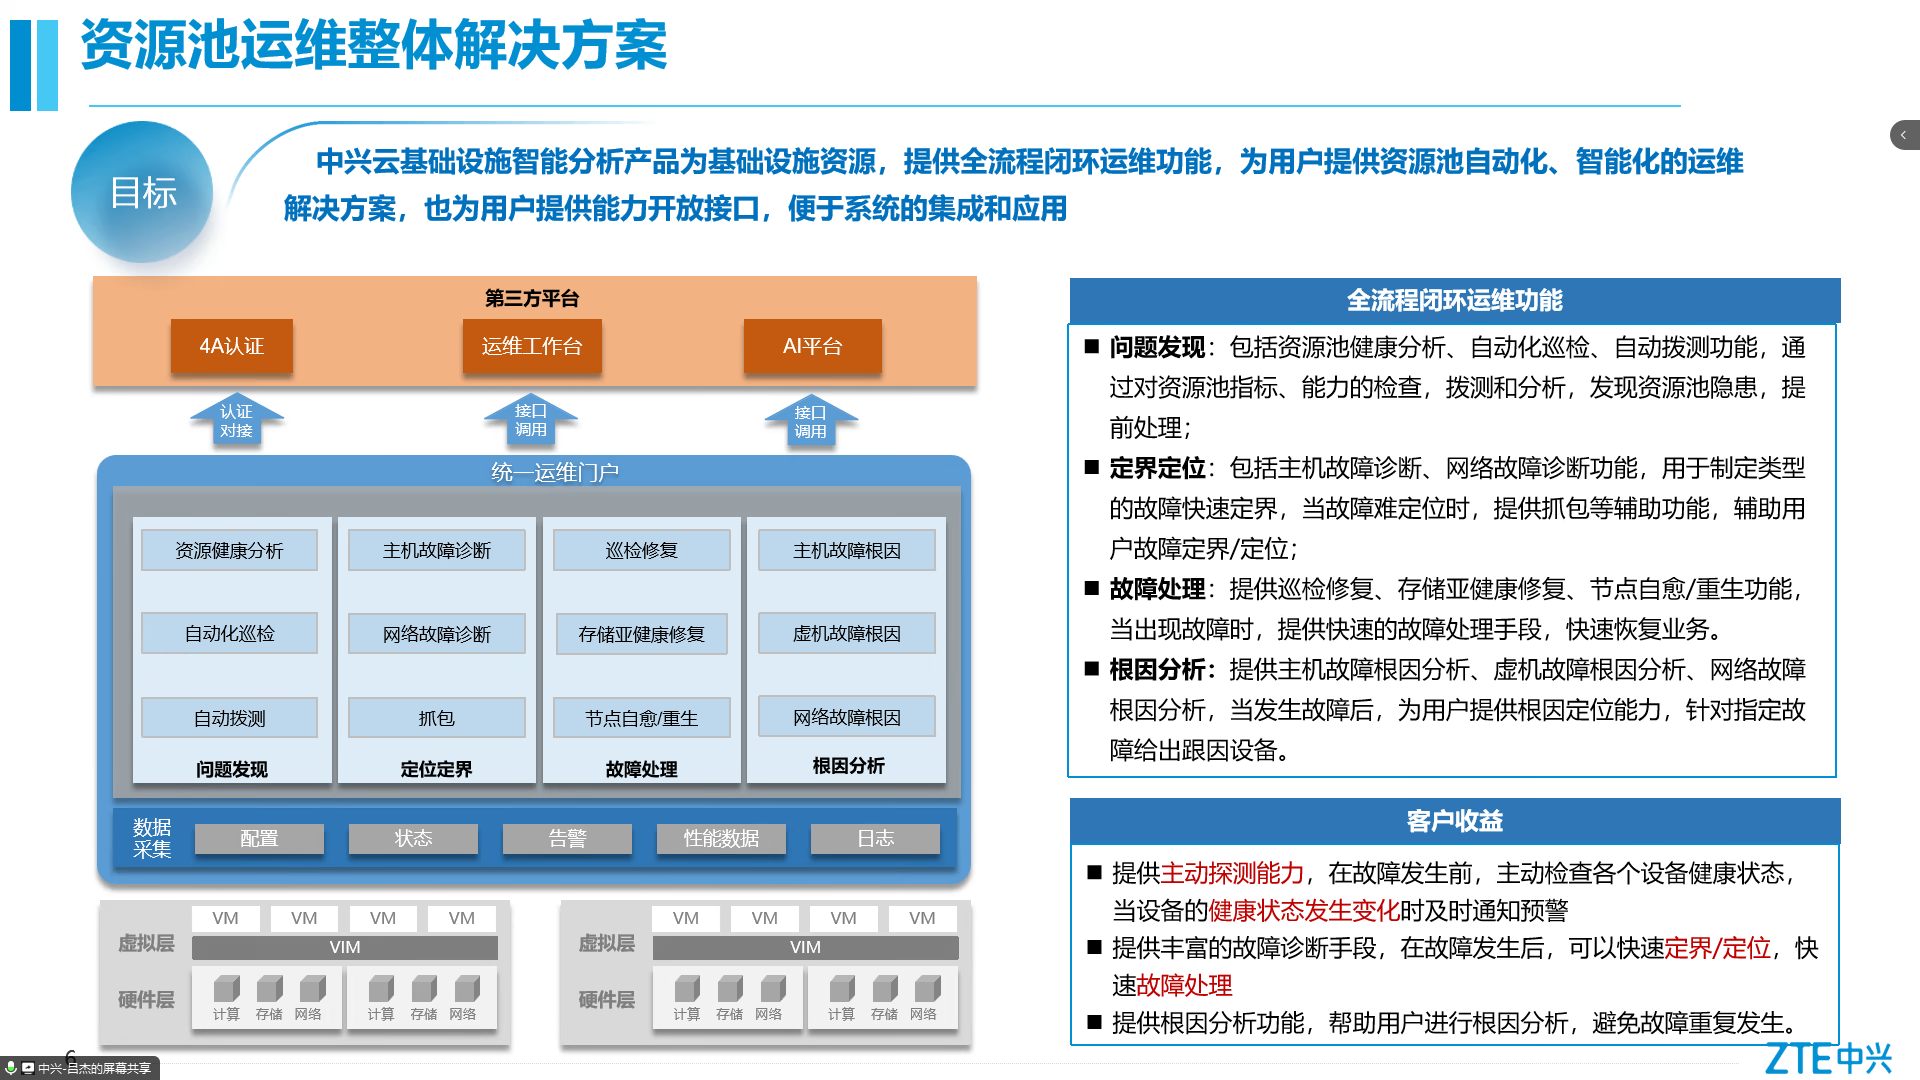 资源池运维整体解决方案
目标
中兴云基础设施智能分析产品为基础设施资源，提供全流程闭环运维功能，为用户提供资源池自动化、智能化的运维
解决方案，也为用户提供能力开放接口，便于系统的集成和应用
第三方平台
4A认证
运维工作台
AI平台
认证
对接
接口
调用
接口
调用
统一运维门户
资源健康分析
自动化巡检
自动拨测
问题发现
主机故障诊断
网络故障诊断
抓包
定位定界
巡检修复
存储亚健康修复
节点自愈/重生
故障处理
主机故障根因
虚机故障根因
网络故障根因
根因分析
数据
采集
配置
状态
告警
性能数据
日志
虚拟层
VM VM VM VM
VIM
硬件层
计算 存储 网络
计算 存储 网络
虚拟层
VM VM VM VM
VIM
硬件层
计算 存储 网络
计算 存储 网络
全流程闭环运维功能
■ 问题发现：包括资源池健康分析、自动化巡检、自动拨测功能，通
过对资源池指标、能力的检查，拨测和分析，发现资源池隐患，提
前处理；
■ 定界定位：包括主机故障诊断、网络故障诊断功能，用于制定类型
的故障快速定界，当故障难定位时，提供抓包等辅助功能，辅助用
户故障定界/定位；
■ 故障处理：提供巡检修复、存储亚健康修复、节点自愈/重生功能，
当出现故障时，提供快速的故障处理手段，快速恢复业务。
■ 根因分析：提供主机故障根因分析、虚机故障根因分析、网络故障
根因分析，当发生故障后，为用户提供根因定位能力，针对指定故
障给出跟因设备。
客户收益
■ 提供主动探测能力，在故障发生前，主动检查各个设备健康状态，
当设备的健康状态发生变化时及时通知预警
■ 提供丰富的故障诊断手段，在故障发生后，可以快速定界/定位，快
速故障处理
■ 提供根因分析功能，帮助用户进行根因分析，避免故障重复发生。
ZTE中兴
6
中兴-吕杰的屏幕共享